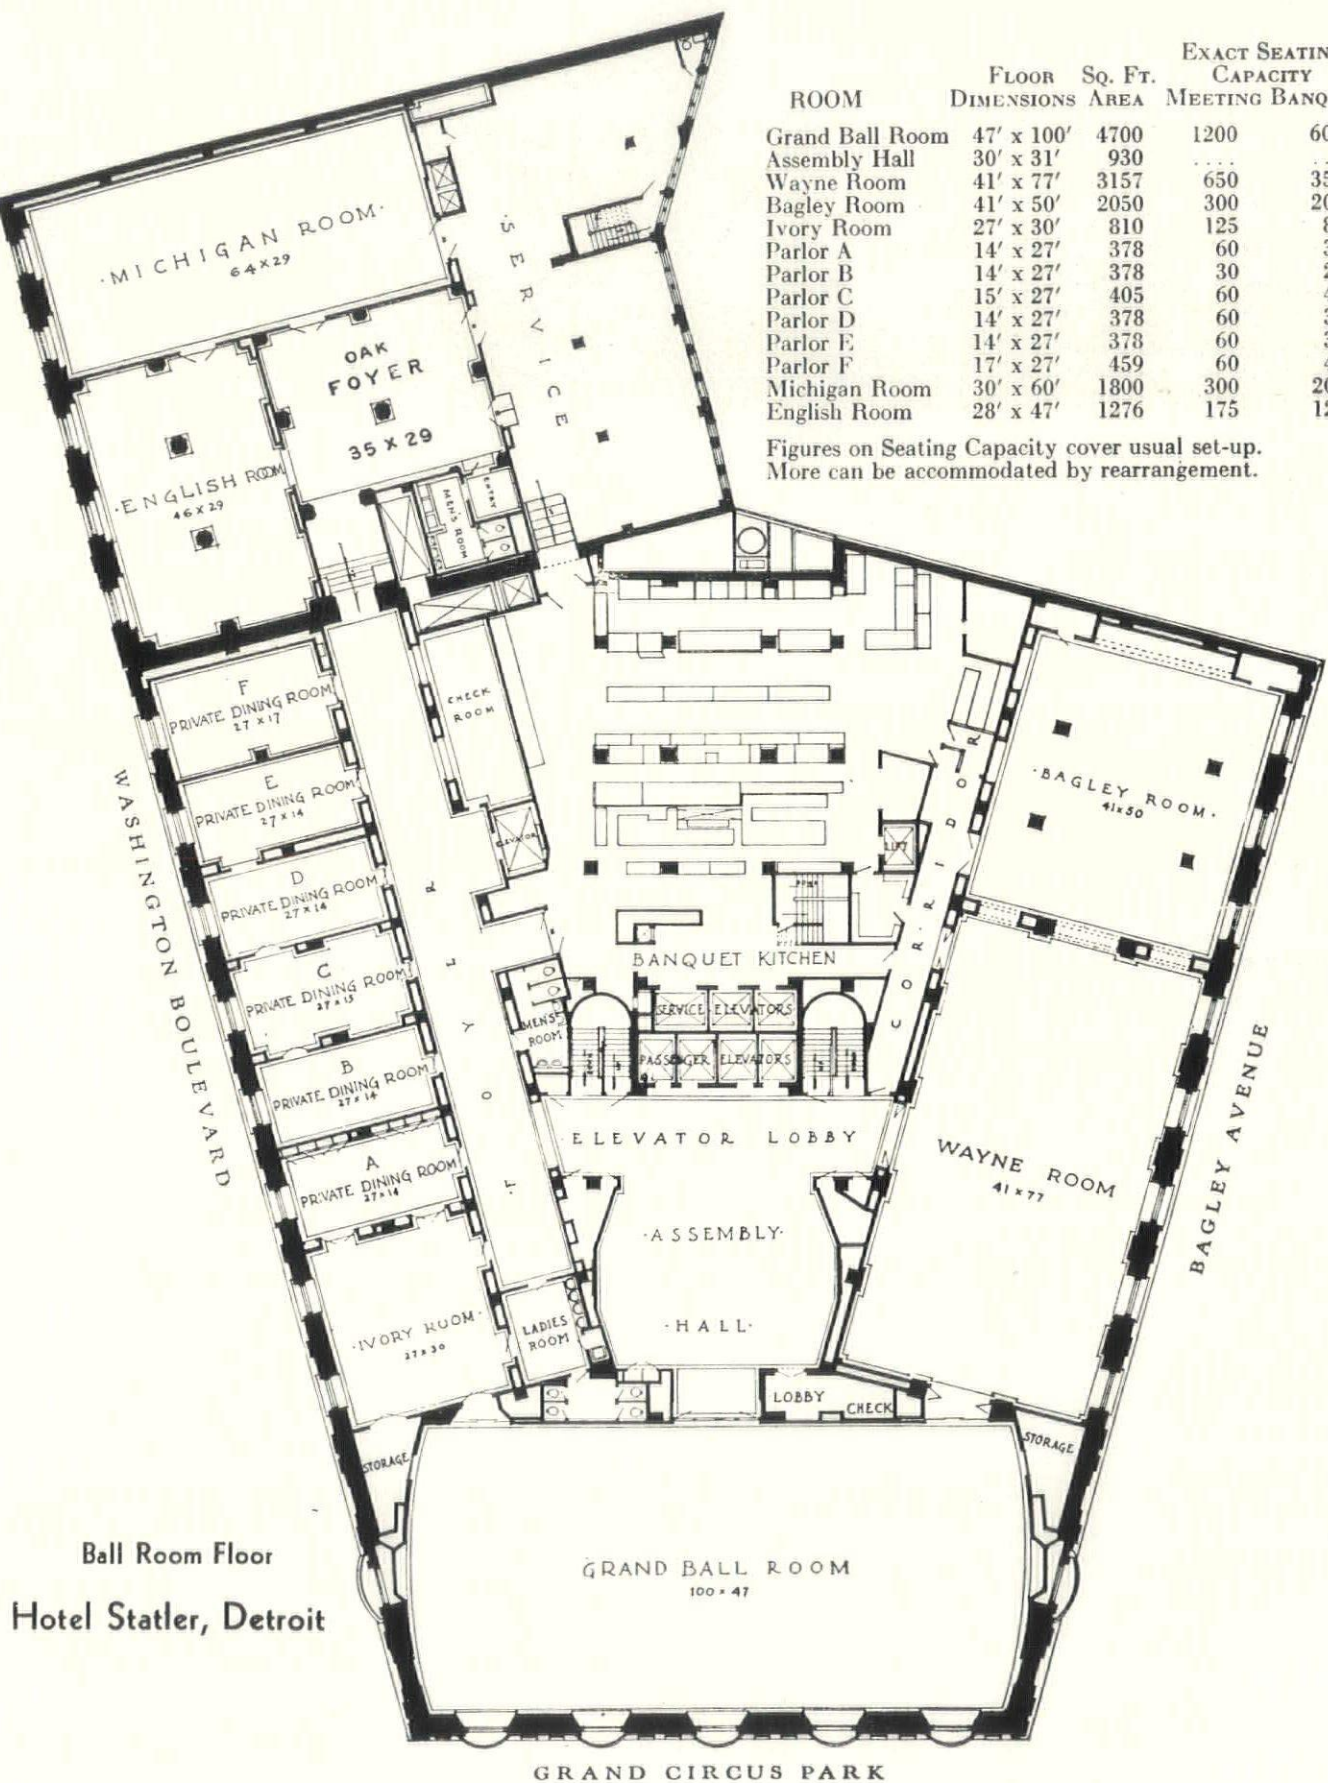 EXACT SEATIN
FLOOR SQ. FT. CAPACITY
ROOM DIMENSIONS AREA MEETING BANQ
Grand Ball Room 47' x 100' 4700 1200 60
Assembly Hall 30' x 31' 930 .... ..
Wayne Room 41' x 77' 3157 650 35
Bagley Room 41' x 50' 2050 300 20
Ivory Room 27' x 30' 810 125 8
Parlor A 14' x 27' 378 60 3
Parlor B 14' x 27' 378 30 2
Parlor C 15' x 27' 405 60 4
Parlor D 14' x 27' 378 60 3
Parlor E 14' x 27' 378 60 3
Parlor F 17' x 27' 459 60 4
Michigan Room 30' x 60' 1800 300 20
English Room 28' x 47' 1276 175 12
Figures on Seating Capacity cover usual set-up.
More can be accommodated by rearrangement.
·MICHIGAN ROOM·
64×29
·SERVICE
OAK
FOYER
35 X 29
·ENGLISH ROOM
46×29
MEN'S
ROOM
ENTRY
F
PRIVATE DINING ROOM
27×17
CHECK
ROOM
E
PRIVATE DINING ROOM
27×14
ELEVATOR
D
PRIVATE DINING ROOM
27×14
C
PRIVATE DINING ROOM
27×15
B
PRIVATE DINING ROOM
27×14
A
PRIVATE DINING ROOM
27×14
·IVORY ROOM·
27×30
LADIES
ROOM
T·O·Y·L·R
WASHINGTON BOULEVARD
MEN'S
ROOM
LIFT
BANQUET KITCHEN
SERVICE ELEVATORS
PASSENGER ELEVATORS
CORRIDOR
·BAGLEY ROOM·
41×50
·ELEVATOR LOBBY
WAYNE ROOM
41×77
BAGLEY AVENUE
·ASSEMBLY·
·HALL·
LOBBY
CHECK
STORAGE
STORAGE
GRAND BALL ROOM
100×47
Ball Room Floor
Hotel Statler, Detroit
GRAND CIRCUS PARK